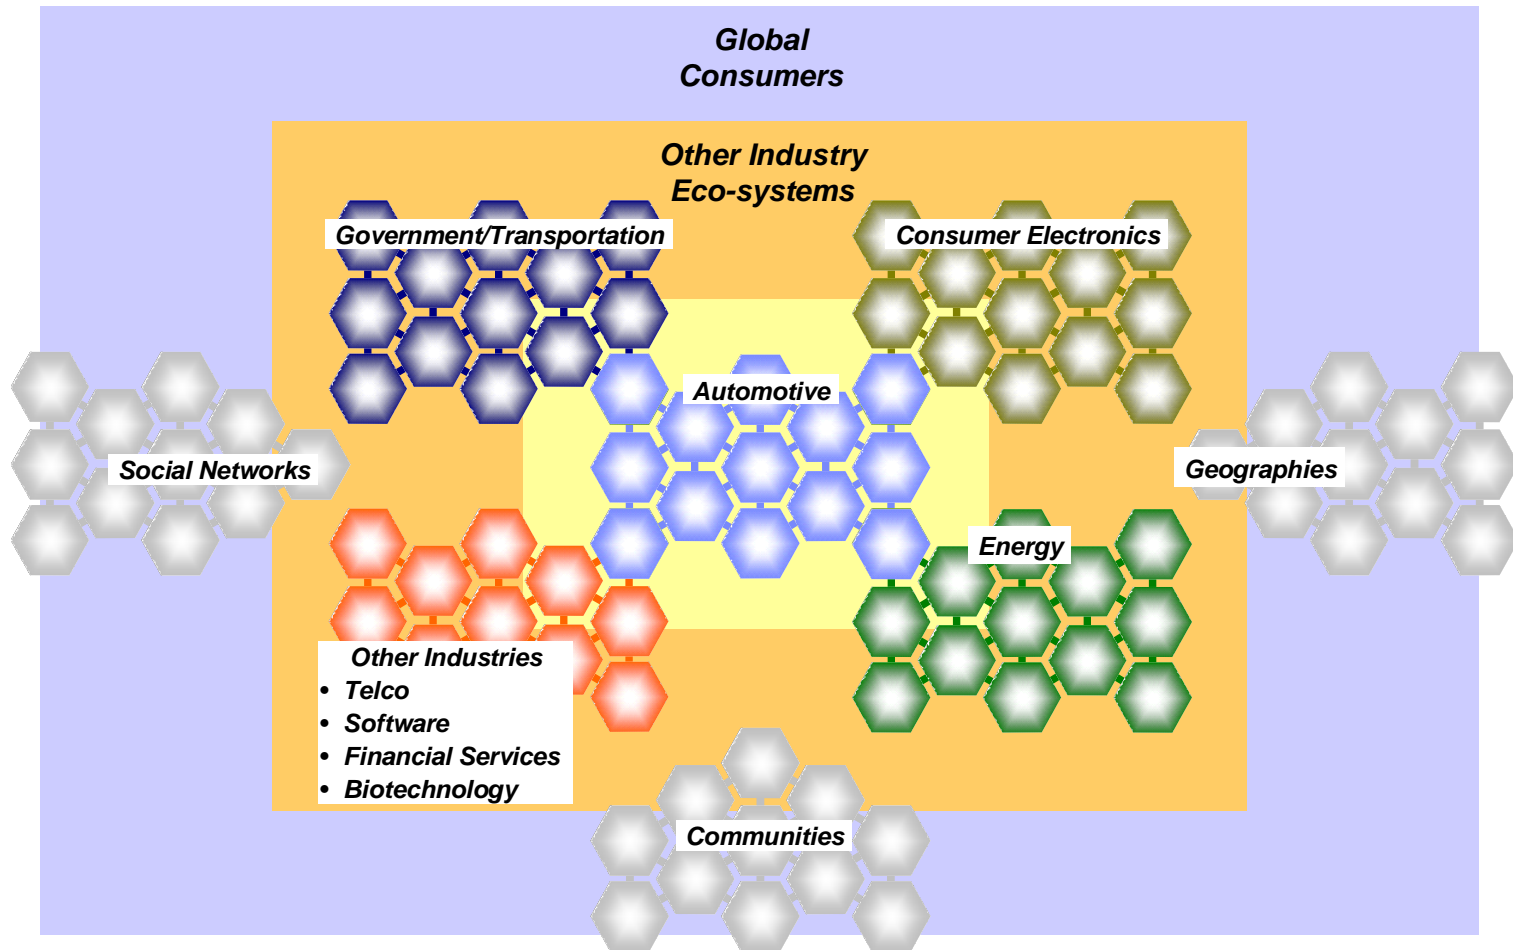 Global
Consumers
Other Industry
Eco-systems
Government/Transportation
Consumer Electronics
Automotive
Social Networks
Geographies
Energy
Other Industries
• Telco
• Software
• Financial Services
• Biotechnology
Communities